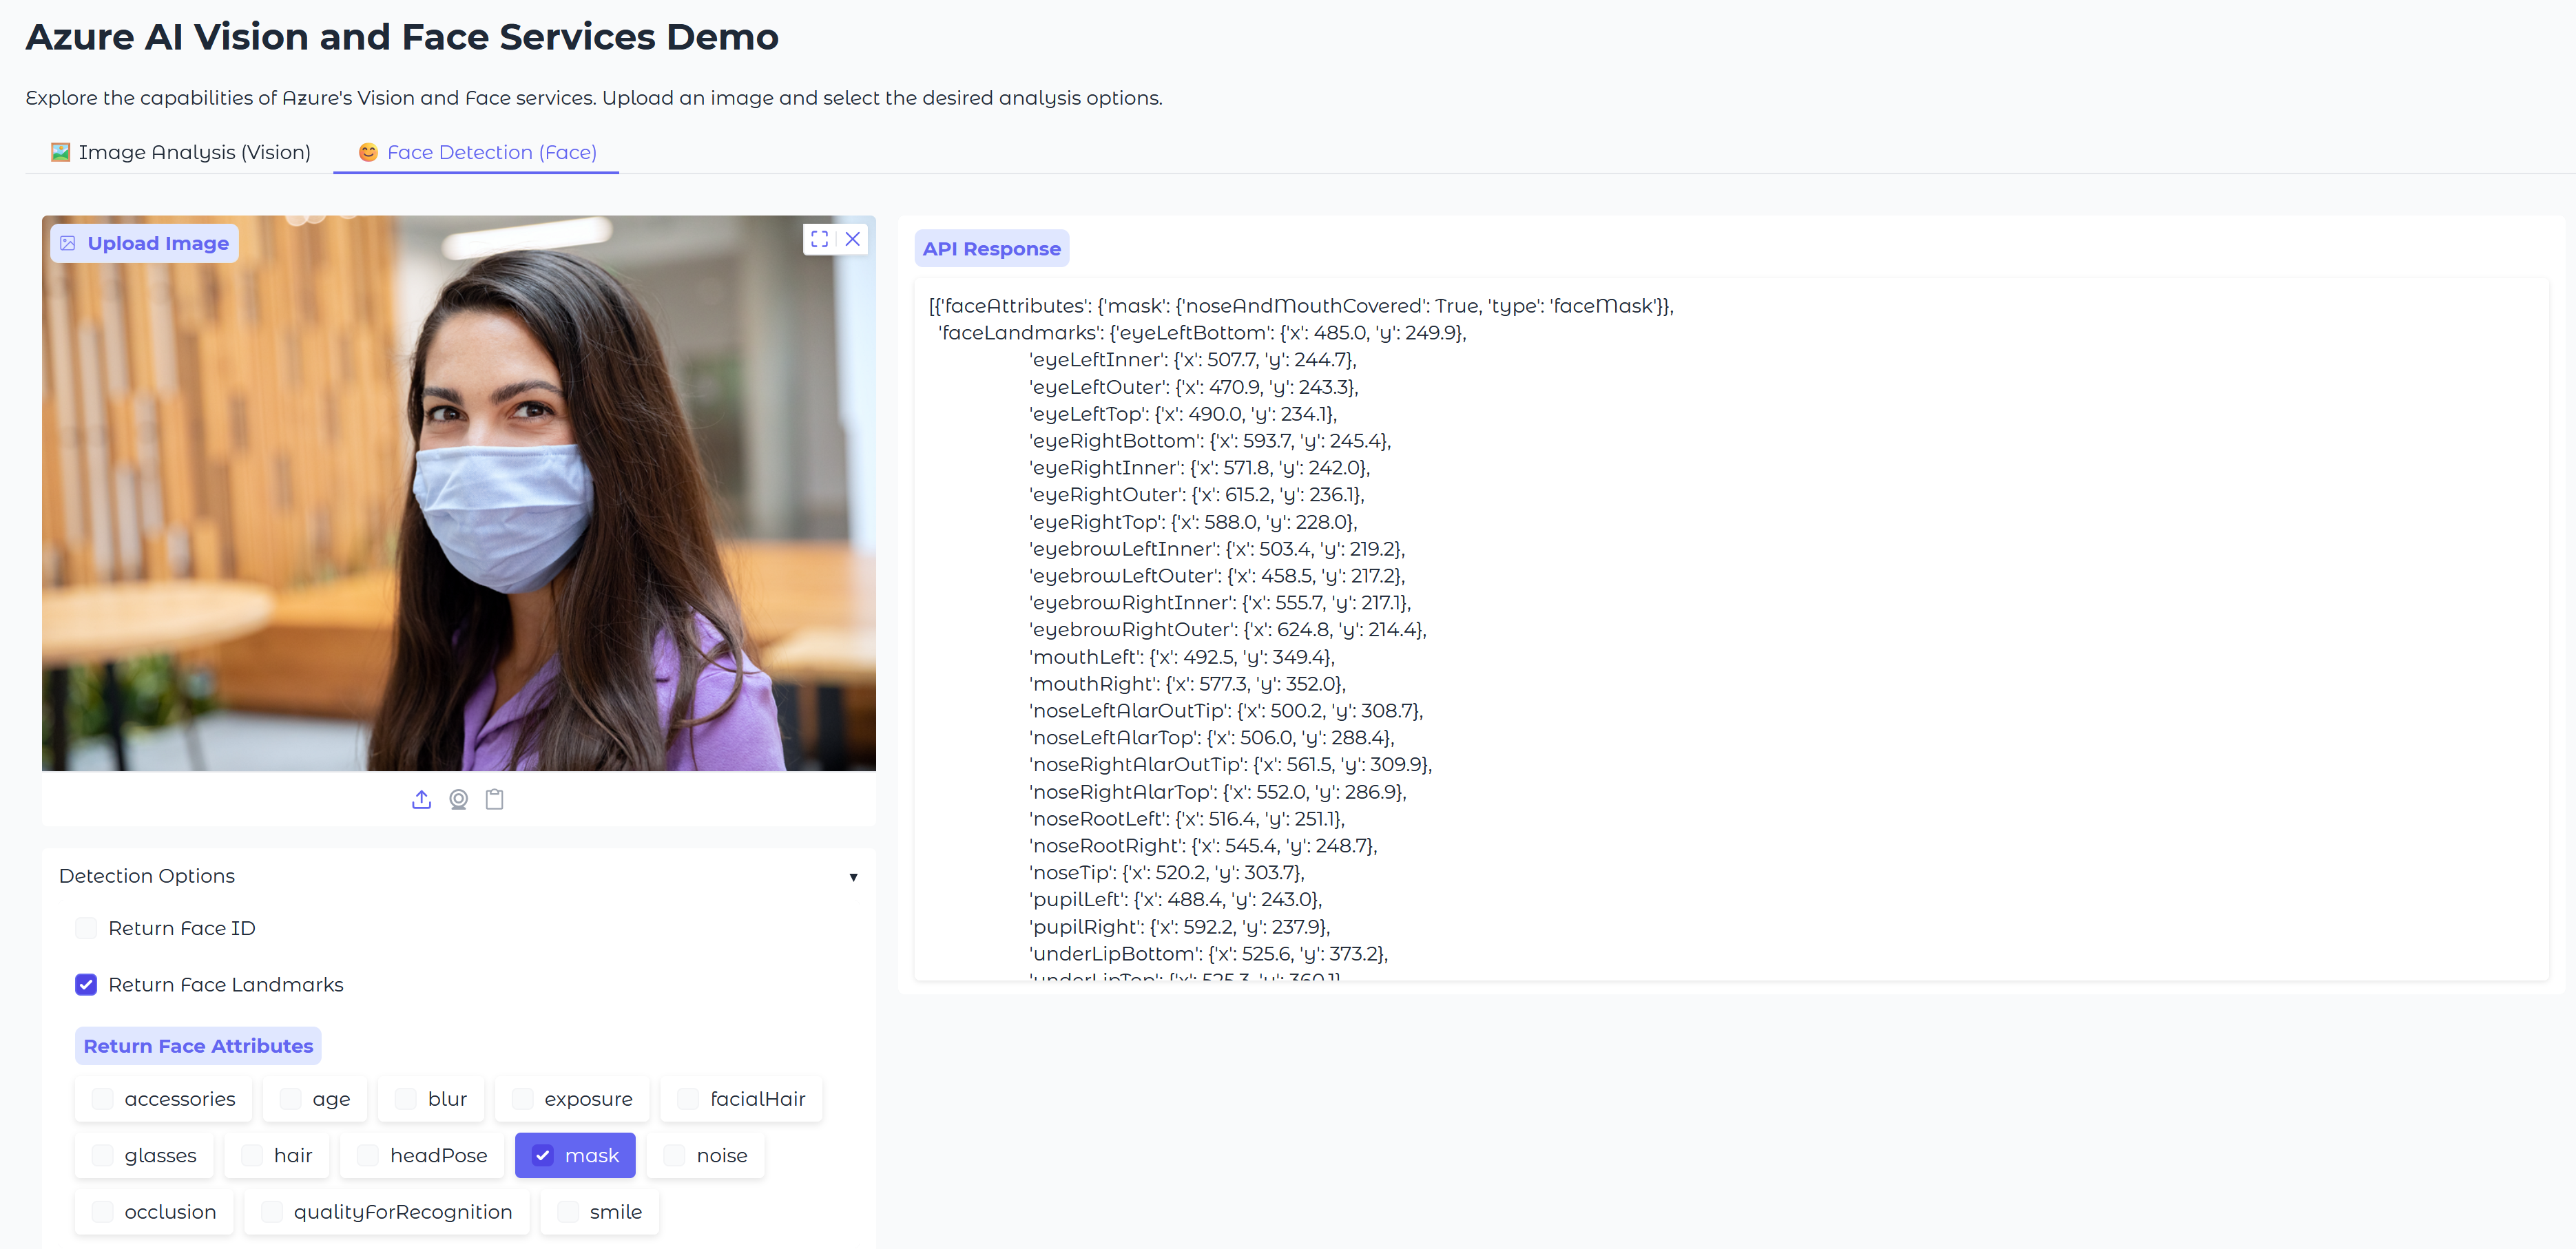 Azure AI Vision and Face Services Demo
Explore the capabilities of Azure's Vision and Face services. Upload an image and select the desired analysis options.
Image Analysis (Vision)
Face Detection (Face)
Upload Image
Detection Options
Return Face ID
Return Face Landmarks
Return Face Attributes
accessories age blur exposure facialHair
glasses hair headPose mask noise
occlusion qualityForRecognition smile
API Response
[{'faceAttributes': {'mask': {'noseAndMouthCovered': True, 'type': 'faceMask'}},
'faceLandmarks': {'eyeLeftBottom': {'x': 485.0, 'y': 249.9},
'eyeLeftInner': {'x': 507.7, 'y': 244.7},
'eyeLeftOuter': {'x': 470.9, 'y': 243.3},
'eyeLeftTop': {'x': 490.0, 'y': 234.1},
'eyeRightBottom': {'x': 593.7, 'y': 245.4},
'eyeRightInner': {'x': 571.8, 'y': 242.0},
'eyeRightOuter': {'x': 615.2, 'y': 236.1},
'eyeRightTop': {'x': 588.0, 'y': 228.0},
'eyebrowLeftInner': {'x': 503.4, 'y': 219.2},
'eyebrowLeftOuter': {'x': 458.5, 'y': 217.2},
'eyebrowRightInner': {'x': 555.7, 'y': 217.1},
'eyebrowRightOuter': {'x': 624.8, 'y': 214.4},
'mouthLeft': {'x': 492.5, 'y': 349.4},
'mouthRight': {'x': 577.3, 'y': 352.0},
'noseLeftAlarOutTip': {'x': 500.2, 'y': 308.7},
'noseLeftAlarTop': {'x': 506.0, 'y': 288.4},
'noseRightAlarOutTip': {'x': 561.5, 'y': 309.9},
'noseRightAlarTop': {'x': 552.0, 'y': 286.9},
'noseRootLeft': {'x': 516.4, 'y': 251.1},
'noseRootRight': {'x': 545.4, 'y': 248.7},
'noseTip': {'x': 520.2, 'y': 303.7},
'pupilLeft': {'x': 488.4, 'y': 243.0},
'pupilRight': {'x': 592.2, 'y': 237.9},
'underLipBottom': {'x': 525.6, 'y': 373.2},
'underLipTop': {'x': 525.3, 'y': 360.1},